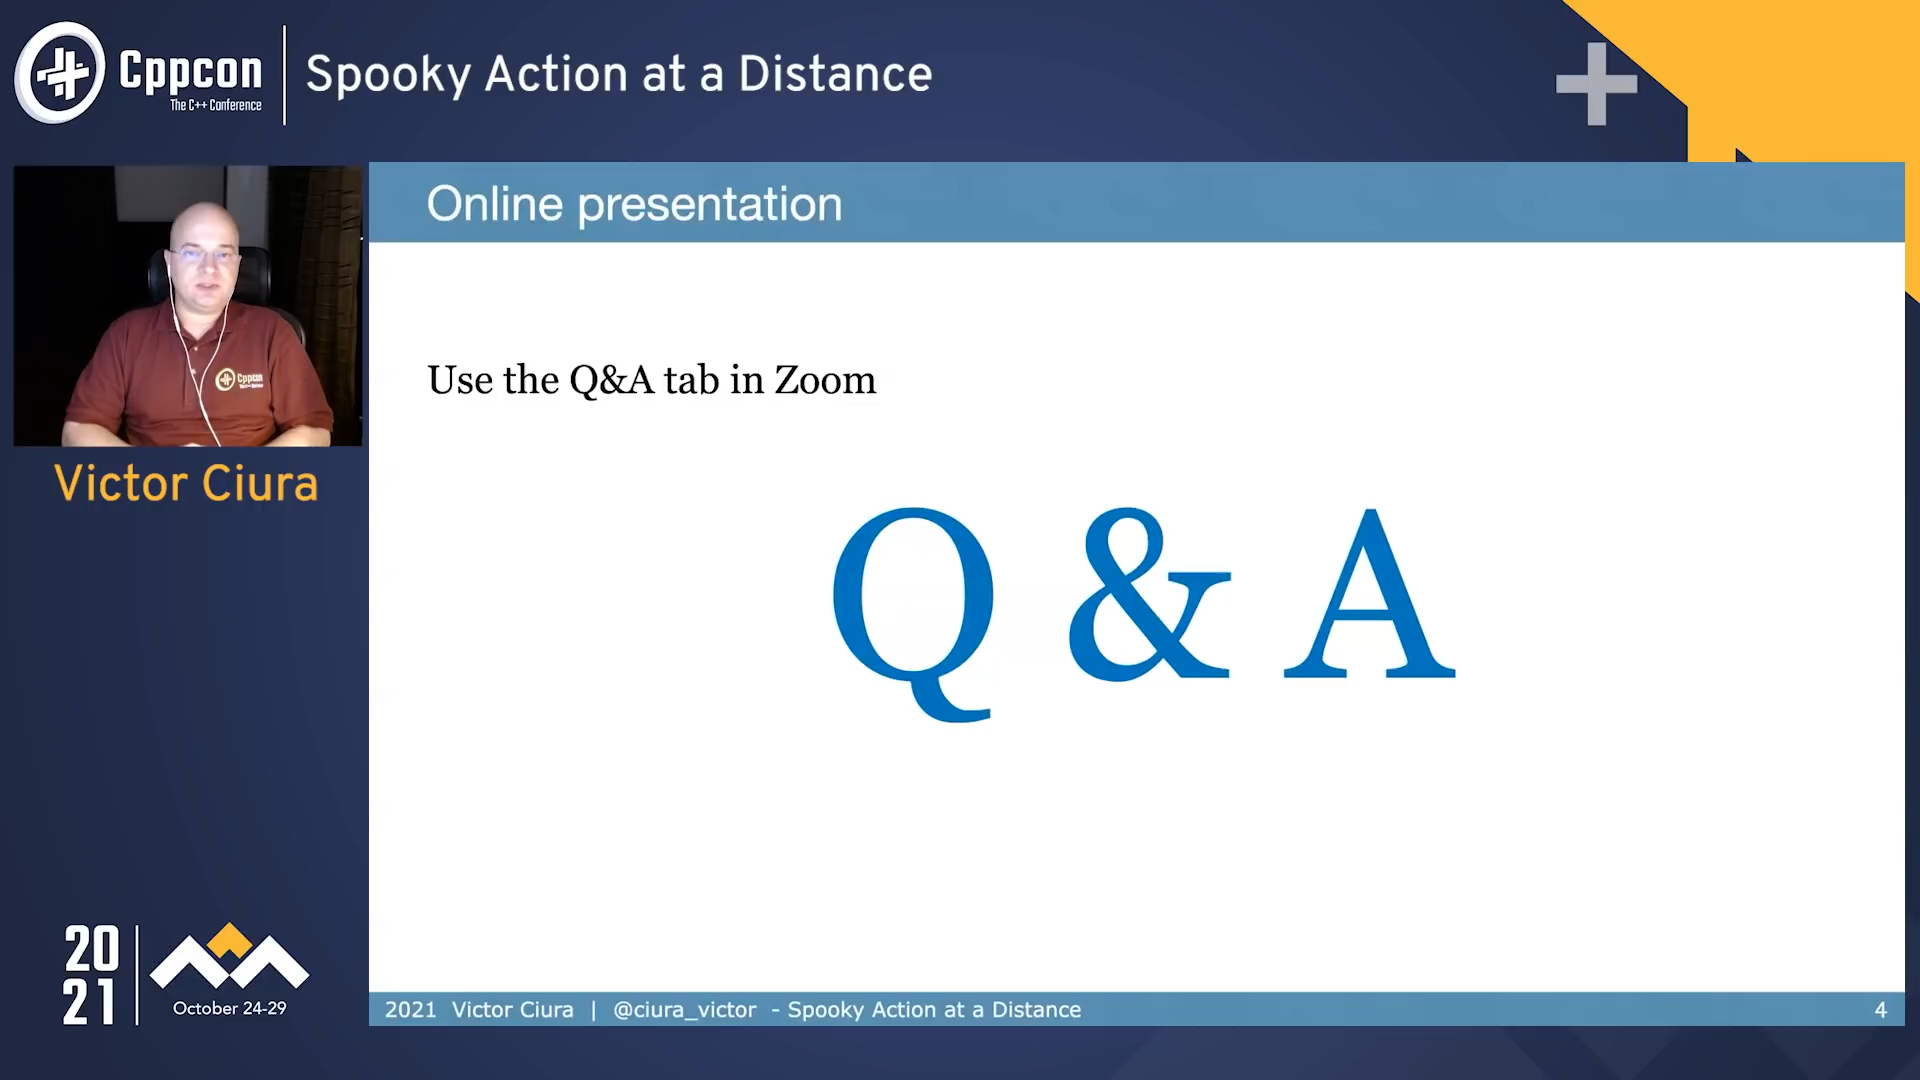 Cppcon
The C++ Conference
Spooky Action at a Distance
Online presentation
Use the Q&A tab in Zoom
Q & A
Cppcon
Victor Ciura
20
21
October 24-29
2021 Victor Ciura | @ciura_victor - Spooky Action at a Distance
4